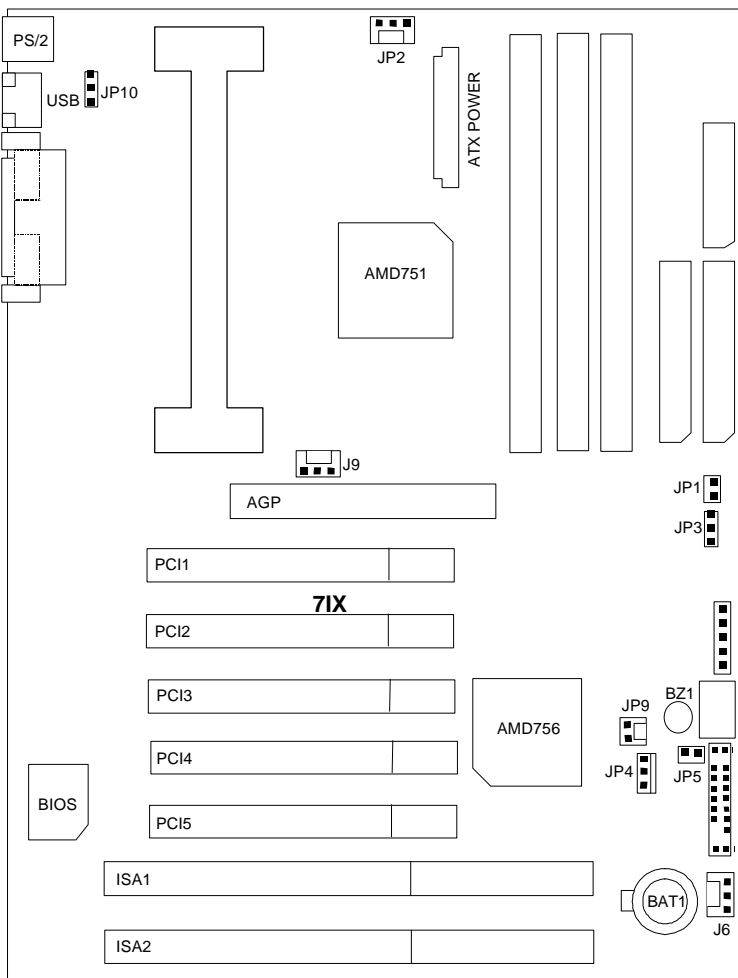 PS/2
JP2
USB
JP10
ATX POWER
AMD751
J9
AGP
JP1
JP3
PCI1
7IX
PCI2
PCI3
AMD756
BZ1
JP9
PCI4
JP4
JP5
BIOS
PCI5
ISA1
BAT1
J6
ISA2